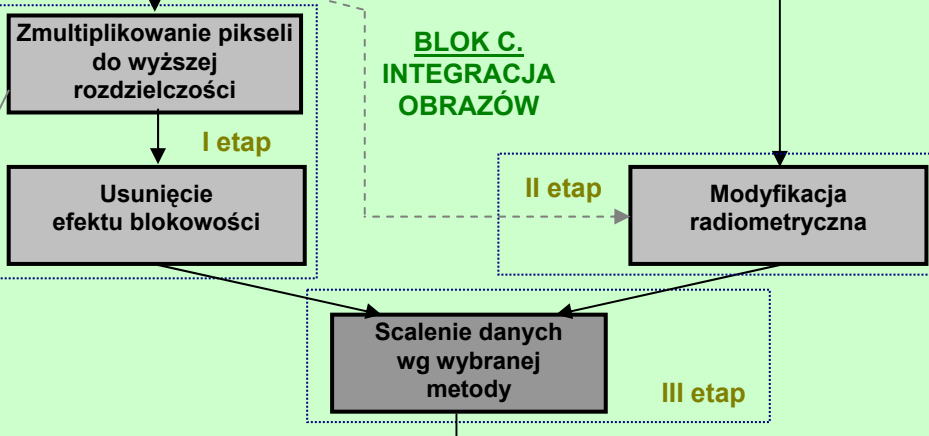 Zmultiplikowanie pikseli
do wyższej
rozdzielczości
BLOK C.
INTEGRACJA
OBRAZÓW
I etap
Usunięcie
efektu blokowości
II etap
Modyfikacja
radiometryczna
Scalenie danych
wg wybranej
metody
III etap